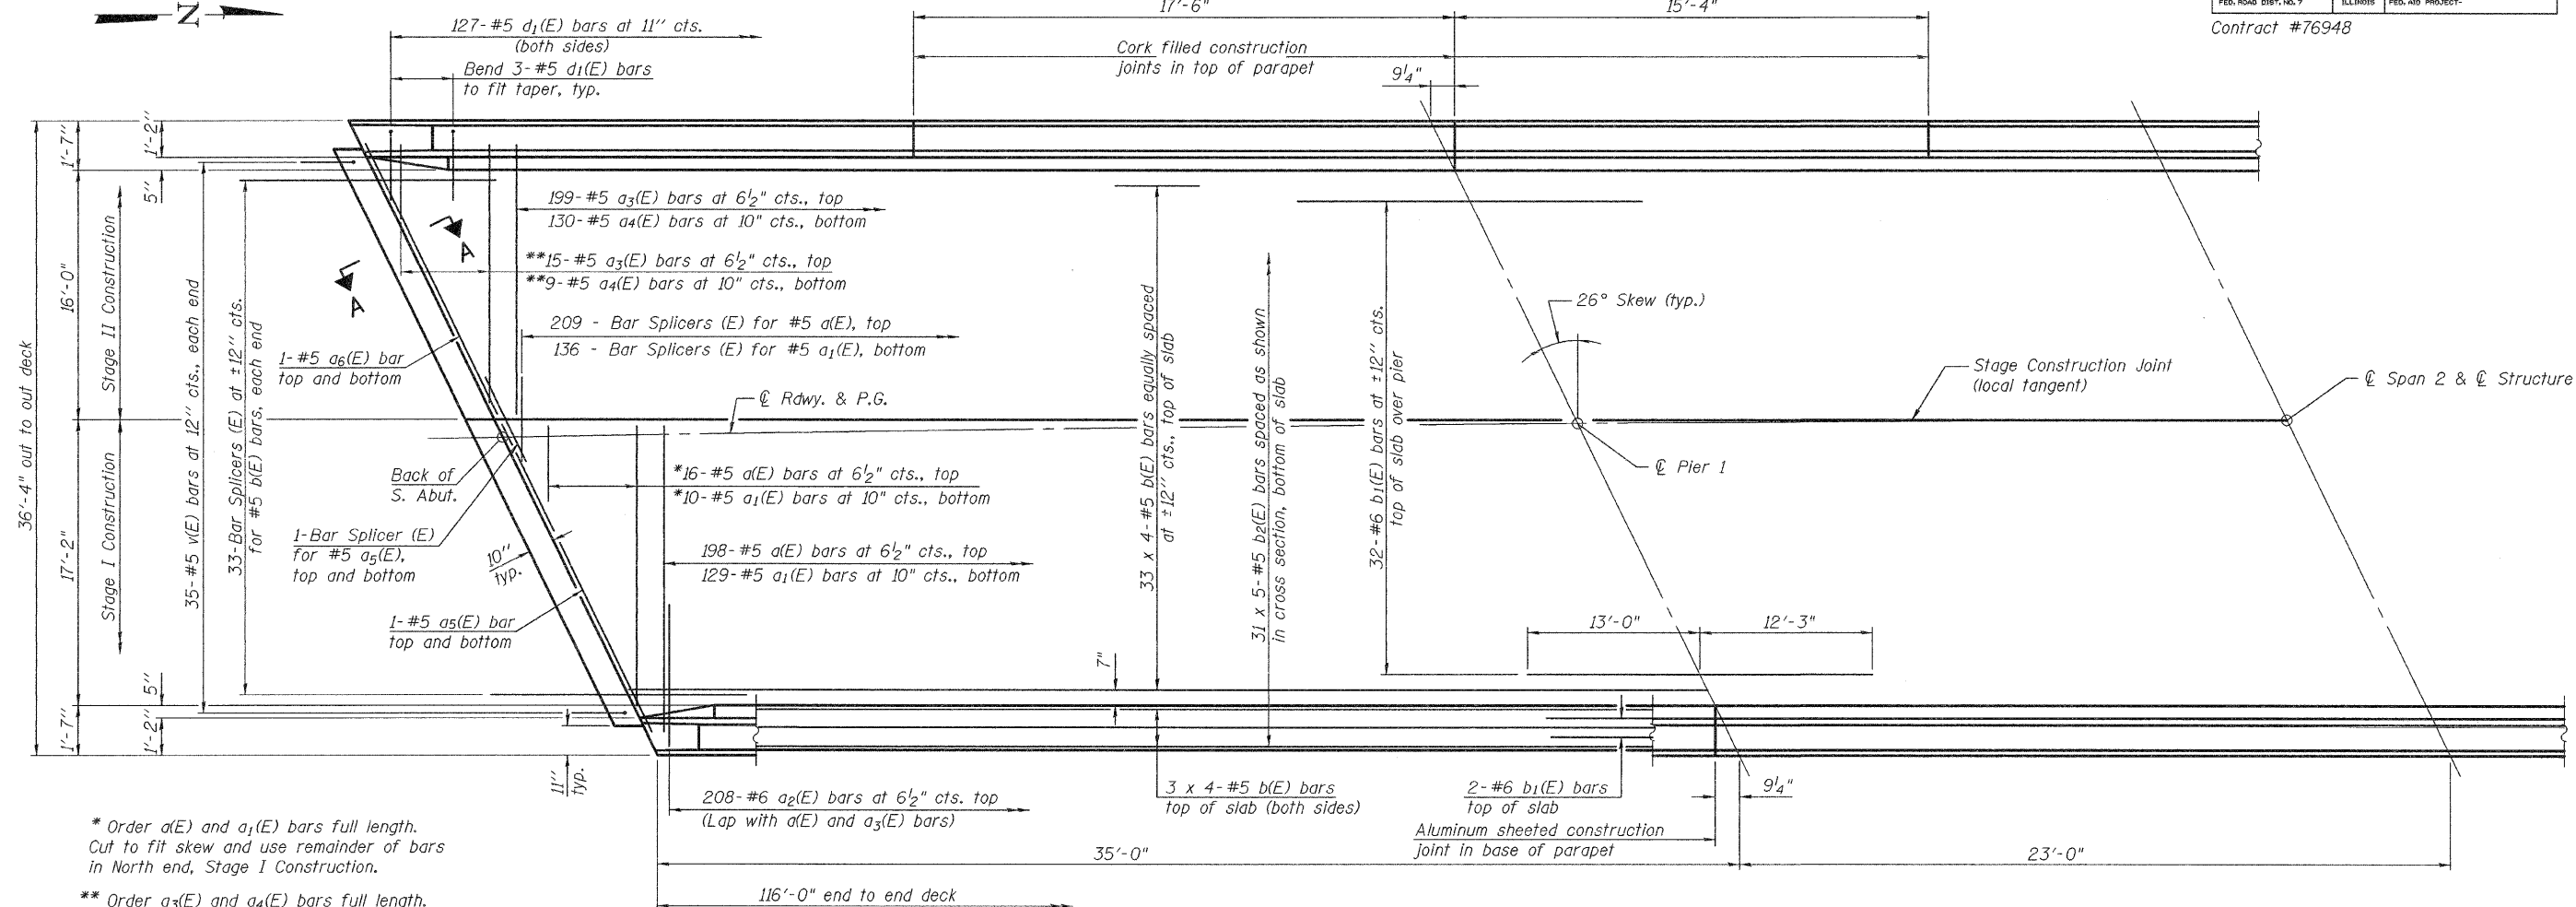 Z
127-#5 d1(E) bars at 11" cts.
(both sides)
Bend 3-#5 d1(E) bars
to fit taper, typ.
17'-6"
15'-4"
Cork filled construction
joints in top of parapet
9¼"
FED. ROAD DIST. NO. 7
ILLINOIS
FED. AID PROJECT-
Contract #76948
1'-7"
1'-2"
5"
36'-4" out to out deck
16'-0"
Stage II Construction
17'-2"
Stage I Construction
1'-7"
5"
1'-2"
35-#5 v(E) bars at 12" cts., each end
33-Bar Splicers (E) at ±12" cts.
for #5 b(E) bars, each end
A
A
199-#5 a3(E) bars at 6½" cts., top
130-#5 a4(E) bars at 10" cts., bottom
**15-#5 a3(E) bars at 6½" cts., top
**9-#5 a4(E) bars at 10" cts., bottom
209 - Bar Splicers (E) for #5 a(E), top
136 - Bar Splicers (E) for #5 a1(E), bottom
1-#5 a6(E) bar
top and bottom
℄ Rdwy. & P.G.
Back of
S. Abut.
*16-#5 a(E) bars at 6½" cts., top
*10-#5 a1(E) bars at 10" cts., bottom
1-Bar Splicer (E)
for #5 a5(E),
top and bottom
10"
typ.
198-#5 a(E) bars at 6½" cts., top
129-#5 a1(E) bars at 10" cts., bottom
1-#5 a5(E) bar
top and bottom
33 x 4-#5 b(E) bars equally spaced
at ±12" cts., top of slab
31 x 5-#5 b2(E) bars spaced as shown
in cross section, bottom of slab
32-#6 b1(E) bars at ±12" cts.
top of slab over pier
26° Skew (typ.)
Stage Construction Joint
(local tangent)
℄ Span 2 & ℄ Structure
℄ Pier 1
13'-0"
12'-3"
7"
11"
typ.
208-#6 a2(E) bars at 6½" cts. top
(Lap with a(E) and a3(E) bars)
3 x 4-#5 b(E) bars
top of slab (both sides)
2-#6 b1(E) bars
top of slab
9¼"
Aluminum sheeted construction
joint in base of parapet
35'-0"
23'-0"
116'-0" end to end deck
* Order a(E) and a1(E) bars full length.
Cut to fit skew and use remainder of bars
in North end, Stage I Construction.
** Order a3(E) and a4(E) bars full length.